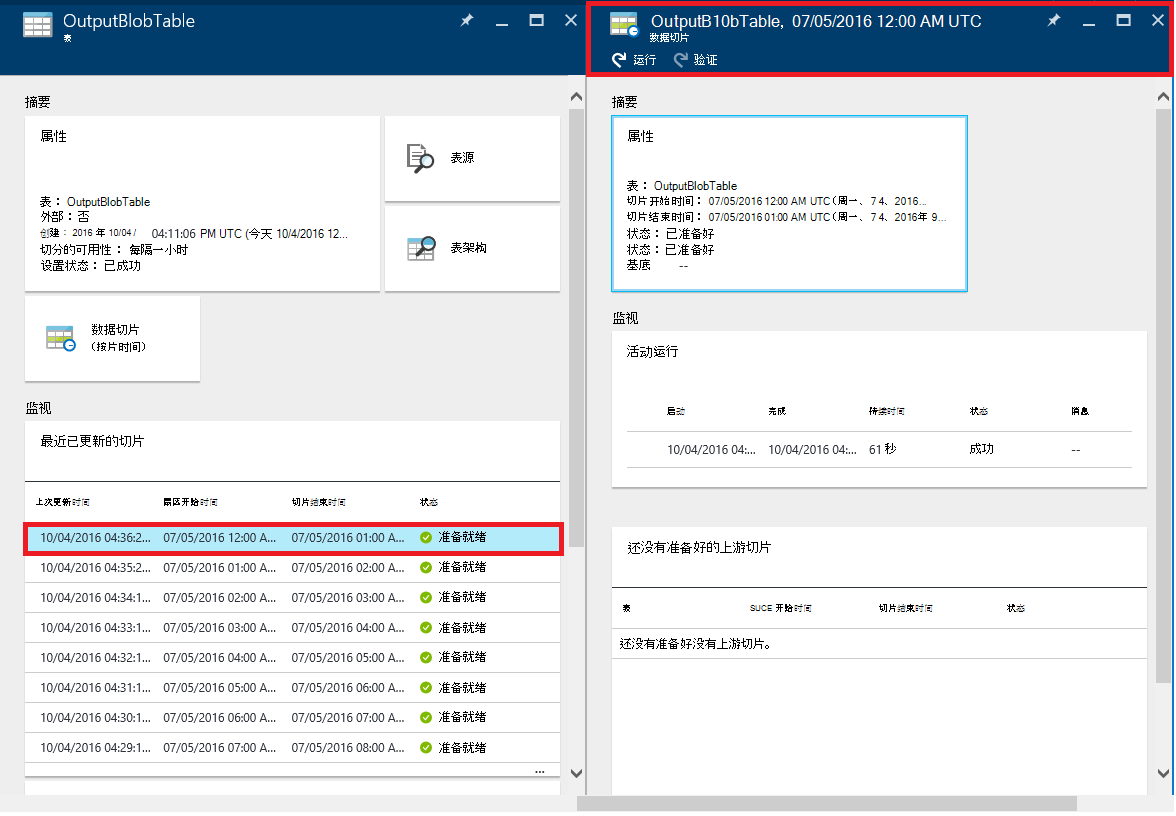 OutputBlobTable
表
摘要
属性
表： OutputBlobTable
外部：否
创建： 2016 年 10/04 / 04:11:06 PM UTC (今天 10/4/2016 12...
切分的可用性： 每隔一小时
设置状态： 已成功
表源
表架构
数据切片
（按片时间）
监视
最近已更新的切片
上次更新时间 扇区开始时间 切片结束时间 状态
10/04/2016 04:36:2... 07/05/2016 12:00 A... 07/05/2016 01:00 A... 准备就绪
10/04/2016 04:35:2... 07/05/2016 01:00 A... 07/05/2016 02:00 A... 准备就绪
10/04/2016 04:34:1... 07/05/2016 02:00 A... 07/05/2016 03:00 A... 准备就绪
10/04/2016 04:33:1... 07/05/2016 03:00 A... 07/05/2016 04:00 A... 准备就绪
10/04/2016 04:32:1... 07/05/2016 04:00 A... 07/05/2016 05:00 A... 准备就绪
10/04/2016 04:31:1... 07/05/2016 05:00 A... 07/05/2016 06:00 A... 准备就绪
10/04/2016 04:30:1... 07/05/2016 06:00 A... 07/05/2016 07:00 A... 准备就绪
10/04/2016 04:29:1... 07/05/2016 07:00 A... 07/05/2016 08:00 A... 准备就绪
...
OutputB10bTable, 07/05/2016 12:00 AM UTC
数据切片
运行 验证
摘要
属性
表： OutputBlobTable
切片开始时间： 07/05/2016 12:00 AM UTC（周一、7 4、2016...
切片结束时间： 07/05/2016 01:00 AM UTC（周一、7 4、2016年 9...
状态：已准备好
状态：已准备好
基底 --
监视
活动运行
启动 完成 持续时间 状态 消息
10/04/2016 04:... 10/04/2016 04:... 61 秒 成功 --
还没有准备好的上游切片
表 SUCE 开始时间 切片结束时间 状态
还没有准备好没有上游切片。